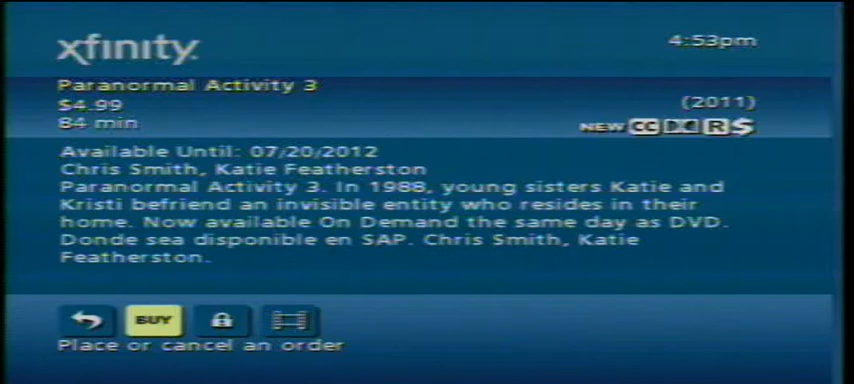 xfinity.
4:53pm
Paranormal Activity 3
$4.99
(2011)
84 min
NEW CC R $
Available Until: 07/20/2012
Chris Smith, Katie Featherston
Paranormal Activity 3. In 1988, young sisters Katie and
Kristi befriend an invisible entity who resides in their
home. Now available On Demand the same day as DVD.
Donde sea disponible en SAP. Chris Smith, Katie
Featherston.
BUY
Place or cancel an order